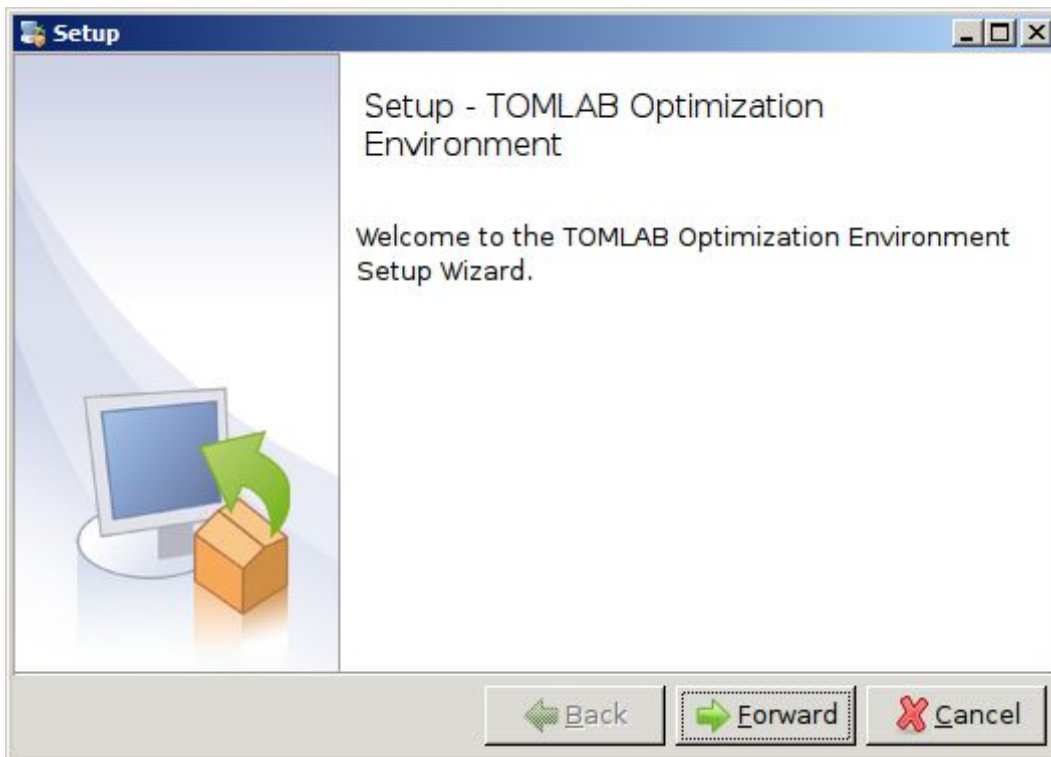 Setup
Setup - TOMLAB Optimization
Environment
Welcome to the TOMLAB Optimization Environment
Setup Wizard.
Back
Forward
Cancel